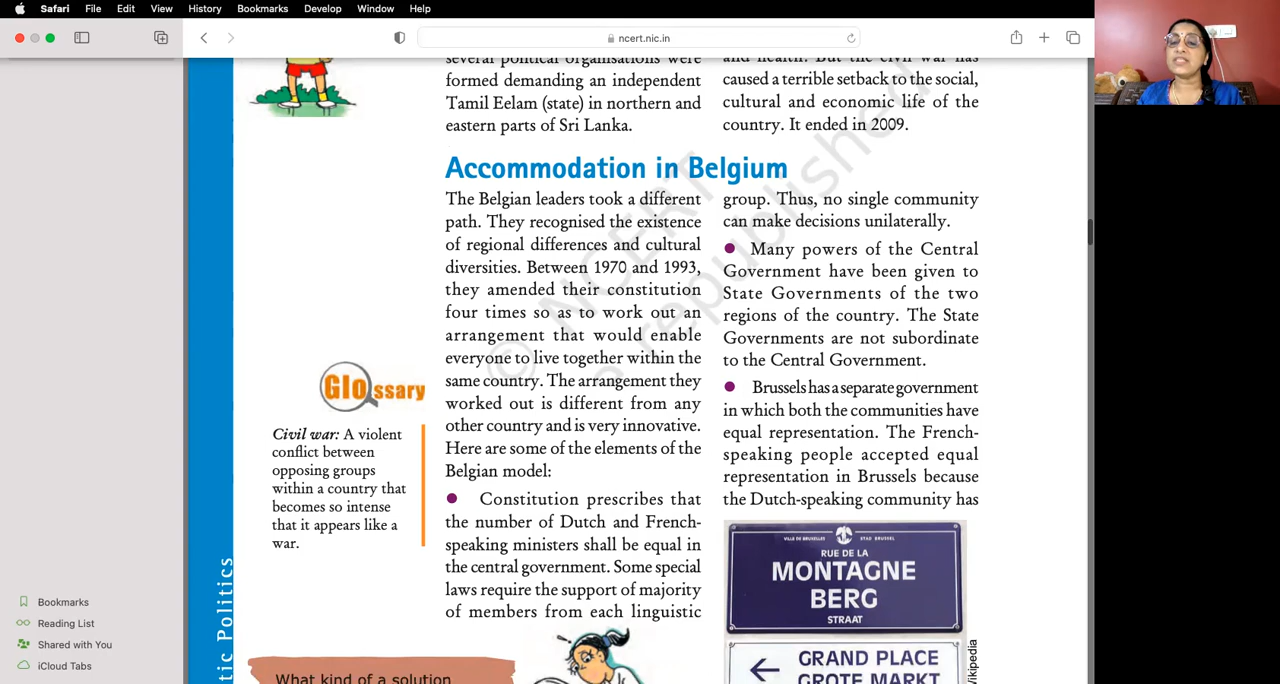 Safari File Edit View History Bookmarks Develop Window Help
ncert.nic.in
several political organisations were
formed demanding an independent
Tamil Eelam (state) in northern and
eastern parts of Sri Lanka.
and health. But the civil war has
caused a terrible setback to the social,
cultural and economic life of the
country. It ended in 2009.
Accommodation in Belgium
The Belgian leaders took a different
path. They recognised the existence
of regional differences and cultural
diversities. Between 1970 and 1993,
they amended their constitution
four times so as to work out an
arrangement that would enable
everyone to live together within the
same country. The arrangement they
worked out is different from any
other country and is very innovative.
Here are some of the elements of the
Belgian model:
Constitution prescribes that
the number of Dutch and French-
speaking ministers shall be equal in
the central government. Some special
laws require the support of majority
of members from each linguistic
group. Thus, no single community
can make decisions unilaterally.
Many powers of the Central
Government have been given to
State Governments of the two
regions of the country. The State
Governments are not subordinate
to the Central Government.
Brussels has a separate government
in which both the communities have
equal representation. The French-
speaking people accepted equal
representation in Brussels because
the Dutch-speaking community has
Glossary
Civil war: A violent
conflict between
opposing groups
within a country that
becomes so intense
that it appears like a
war.
© NCERT
republished
VILLE DE BRUXELLES STAD BRUSSEL
RUE DE LA
MONTAGNE
BERG
STRAAT
GRAND PLACE
GROTE MARKT
What kind of a solution
Bookmarks
Reading List
Shared with You
iCloud Tabs